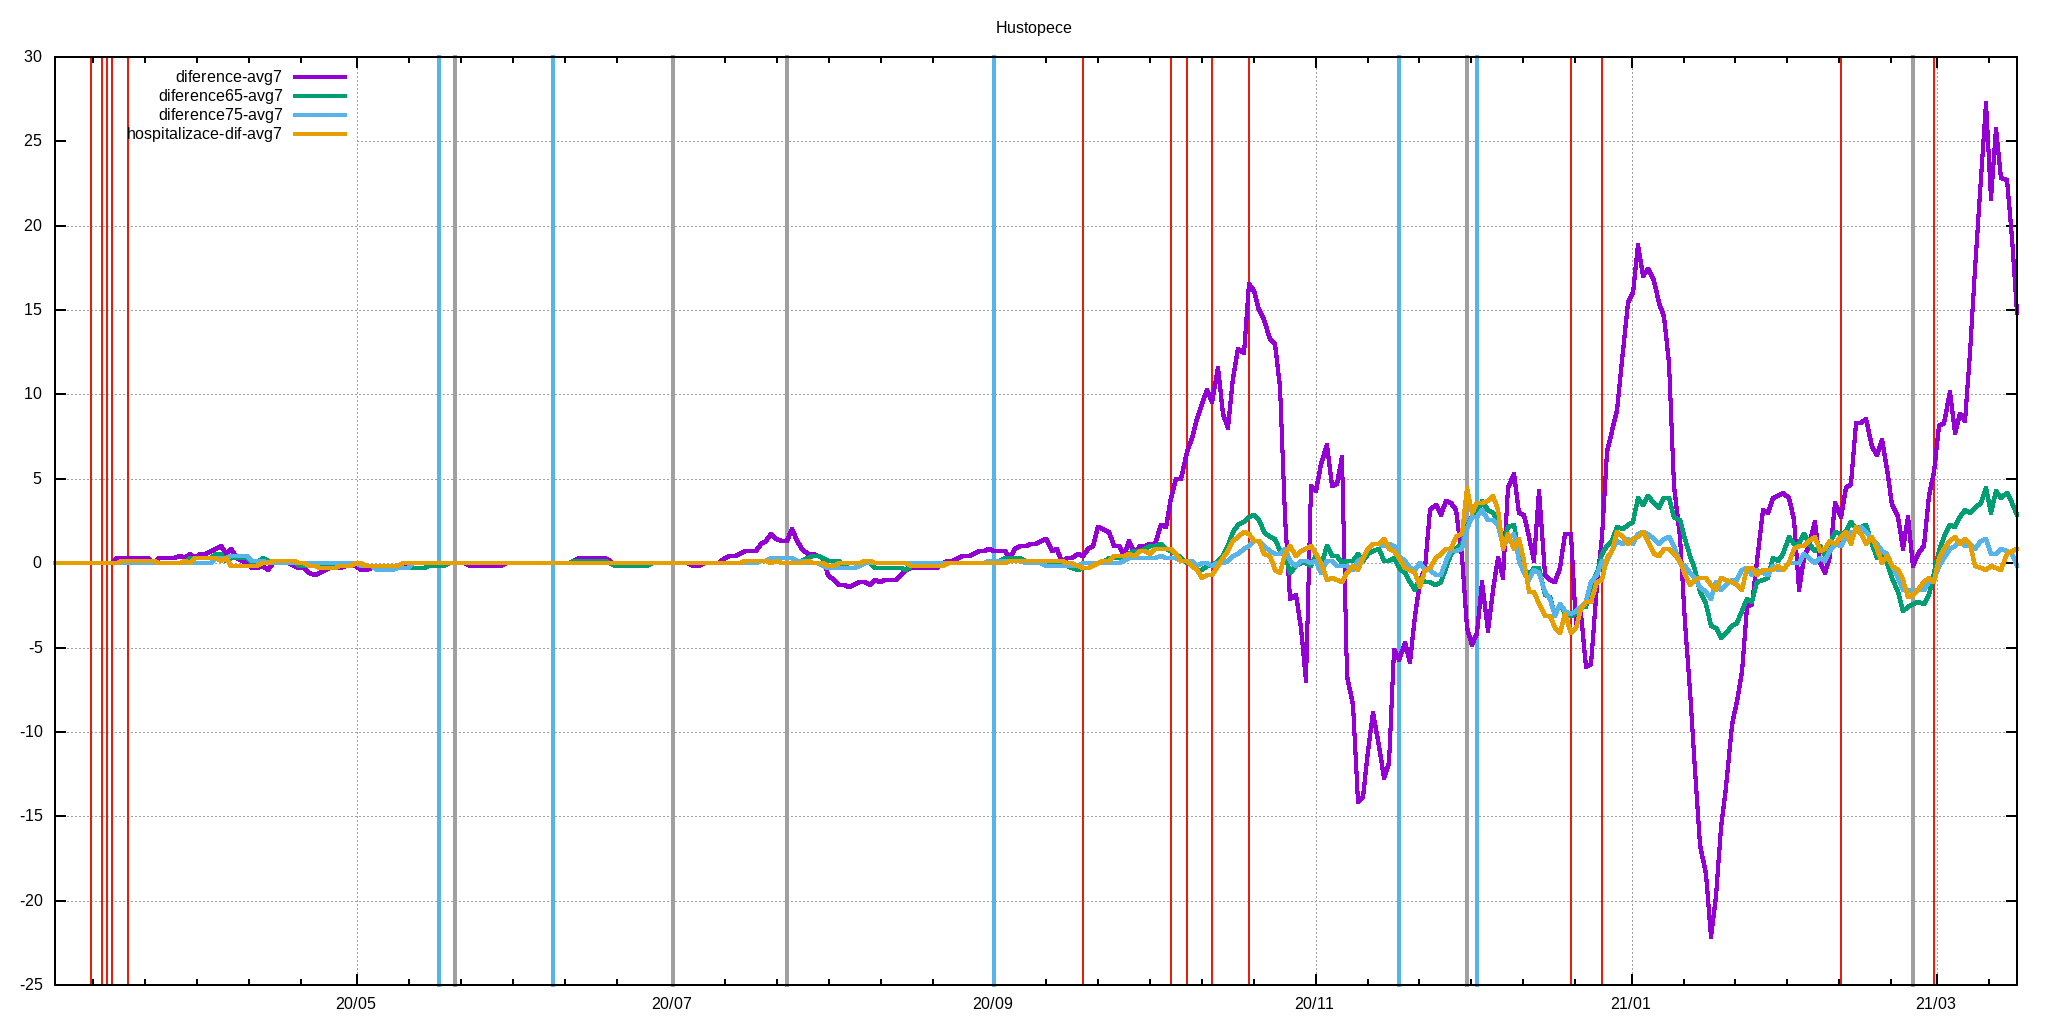 Hustopece
30
diference-avg7
diference65-avg7
diference75-avg7
hospitalizace-dif-avg7
25
20
15
10
5
0
-5
-10
-15
-20
-25
20/05 20/07 20/09 20/11 21/01 21/03